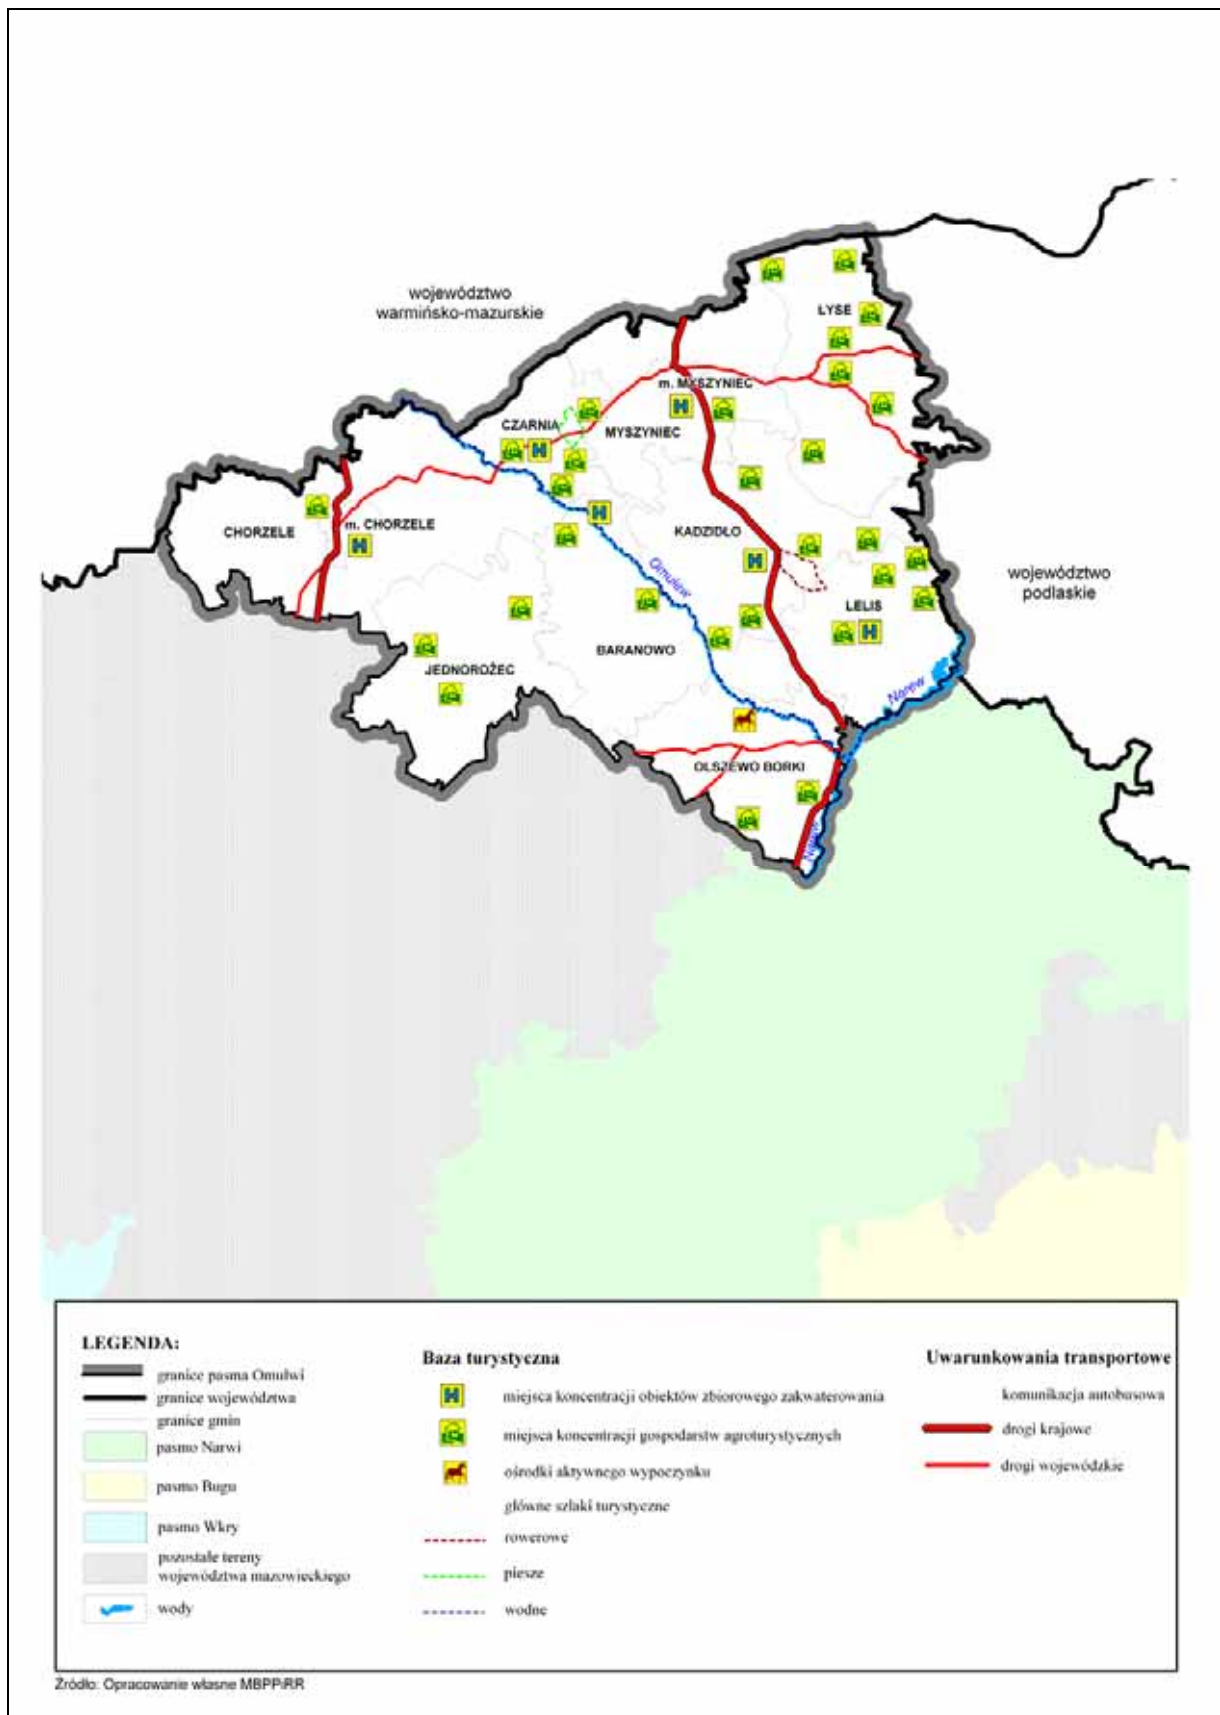 województwo
warmińsko-mazurskie
LYSE
m. MYSZYNIEC
CZARNIA
MYSZYNIEC
CHORZELE
m. CHORZELE
KADZIDŁO
Omulew
województwo
podlaskie
LELIS
BARANOWO
JEDNOROŻEC
Narew
OLSZEWO BORKI
Narew
LEGENDA:
granice pasma Omulwi
granice województwa
granice gmin
pasmo Narwi
pasmo Bugu
pasmo Wkry
pozostałe tereny
województwa mazowieckiego
wody
Baza turystyczna
H miejsca koncentracji obiektów zbiorowego zakwaterowania
miejsca koncentracji gospodarstw agroturystycznych
ośrodki aktywnego wypoczynku
główne szlaki turystyczne
rowerowe
piesze
wodne
Uwarunkowania transportowe
komunikacja autobusowa
drogi krajowe
drogi wojewódzkie
Źródło: Opracowanie własne MBPPiRR